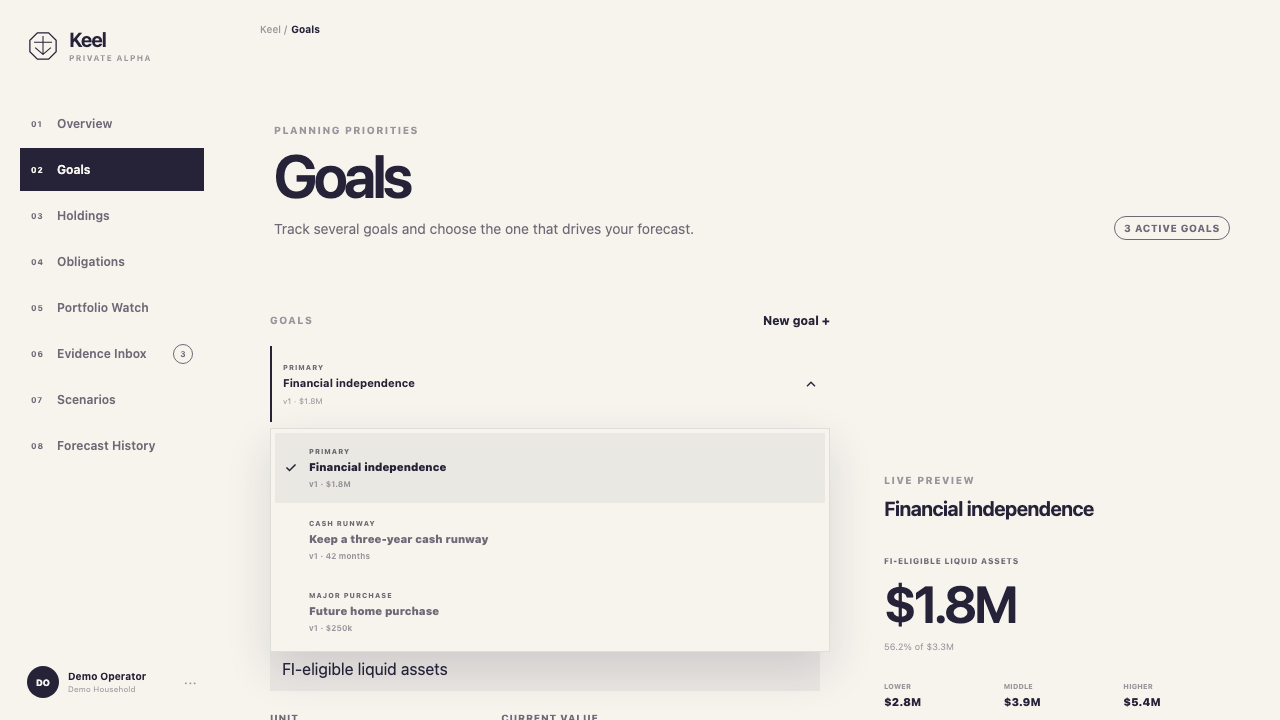 Keel
PRIVATE ALPHA
01 Overview
02 Goals
03 Holdings
04 Obligations
05 Portfolio Watch
06 Evidence Inbox 3
07 Scenarios
08 Forecast History
DO
Demo Operator
Demo Household
...
Keel / Goals
PLANNING PRIORITIES
Goals
Track several goals and choose the one that drives your forecast.
3 ACTIVE GOALS
GOALS
New goal +
PRIMARY
Financial independence
v1 · $1.8M
PRIMARY
Financial independence
v1 · $1.8M
CASH RUNWAY
Keep a three-year cash runway
v1 · 42 months
MAJOR PURCHASE
Future home purchase
v1 · $250k
FI-eligible liquid assets
UNIT
CURRENT VALUE
LIVE PREVIEW
Financial independence
FI-ELIGIBLE LIQUID ASSETS
$1.8M
56.2% of $3.3M
LOWER
$2.8M
MIDDLE
$3.9M
HIGHER
$5.4M